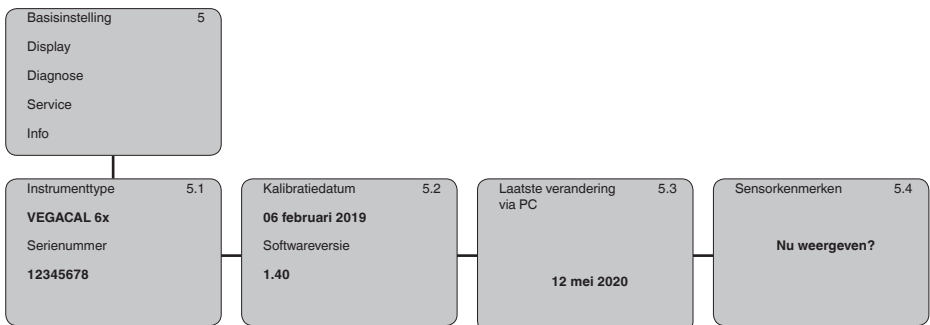 Basisinstelling 5
Display
Diagnose
Service
Info
Instrumenttype 5.1
VEGACAL 6x
Serienummer
12345678
Kalibratiedatum 5.2
06 februari 2019
Softwareversie
1.40
Laatste verandering 5.3
via PC
12 mei 2020
Sensorkenmerken 5.4
Nu weergeven?